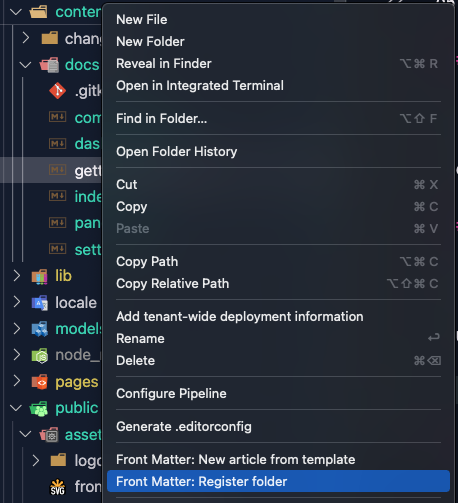 conten
New File
New Folder
chang
Reveal in Finder ⌥⌘ R
docs
Open in Integrated Terminal
.gitk
com
Find in Folder... ⌥⇧ F
das
Open Folder History
gett
Cut ⌘ X
inde
Copy ⌘ C
pan
Paste ⌘ V
sett
Copy Path ⌥⌘ C
lib
Copy Relative Path ⌥⇧⌘ C
locale
Add tenant-wide deployment information
models
Rename ↩
node_
Delete ⌘⌫
pages
Configure Pipeline
public
Generate .editorconfig
asse
Front Matter: New article from template
logo
Front Matter: Register folder
SVG
fron